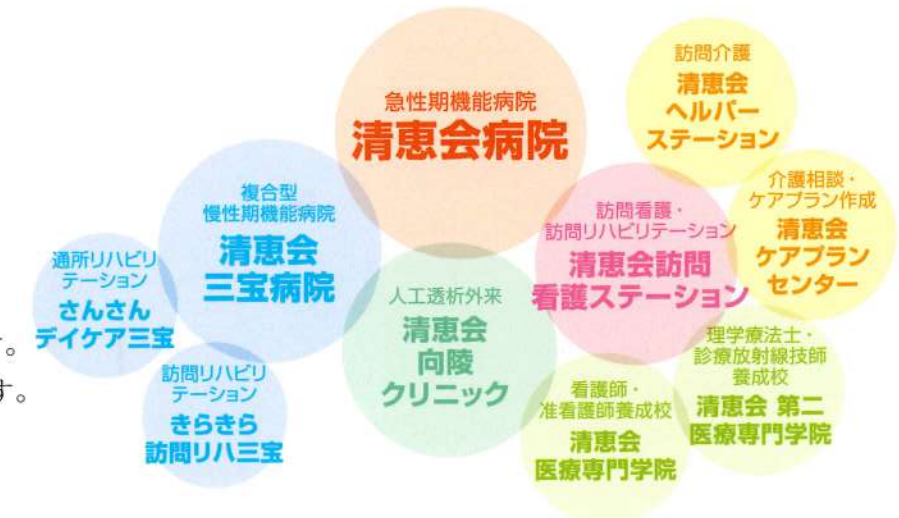 急性期機能病院
清恵会病院
訪問介護
清恵会
ヘルパー
ステーション
複合型
慢性期機能病院
清恵会
三宝病院
訪問看護・
訪問リハビリテーション
清恵会訪問
看護ステーション
介護相談・
ケアプラン作成
清恵会
ケアプラン
センター
通所リハビリ
テーション
さんさん
デイケア三宝
人工透析外来
清恵会
向陵
クリニック
訪問リハビリ
テーション
きらきら
訪問リハ三宝
看護師・
准看護師養成校
清恵会
医療専門学院
理学療法士・
診療放射線技師
養成校
清恵会 第二
医療専門学院
。
す。